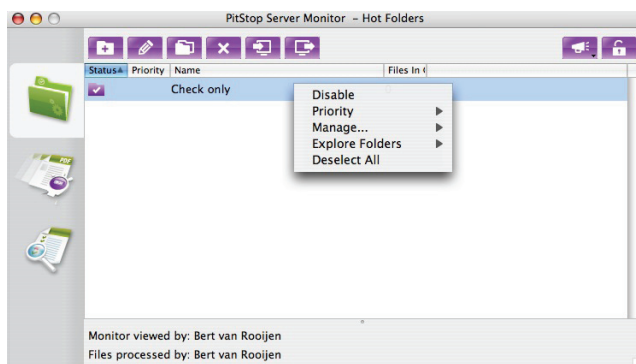 PitStop Server Monitor – Hot Folders
Status Priority Name Files In
Check only
Disable
Priority
Manage...
Explore Folders
Deselect All
PDF
Monitor viewed by: Bert van Rooijen
Files processed by: Bert van Rooijen